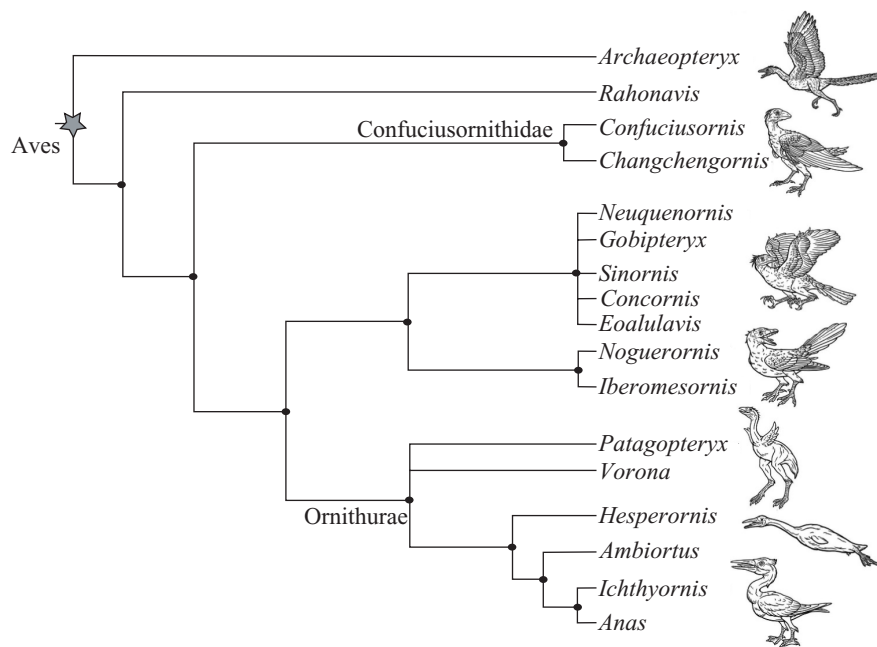 Archaeopteryx
Rahonavis
Aves
Confuciusornithidae
Confuciusornis
Changchengornis
Neuquenornis
Gobipteryx
Sinornis
Concornis
Eoalulavis
Noguerornis
Iberomesornis
Patagopteryx
Vorona
Ornithurae
Hesperornis
Ambiortus
Ichthyornis
Anas